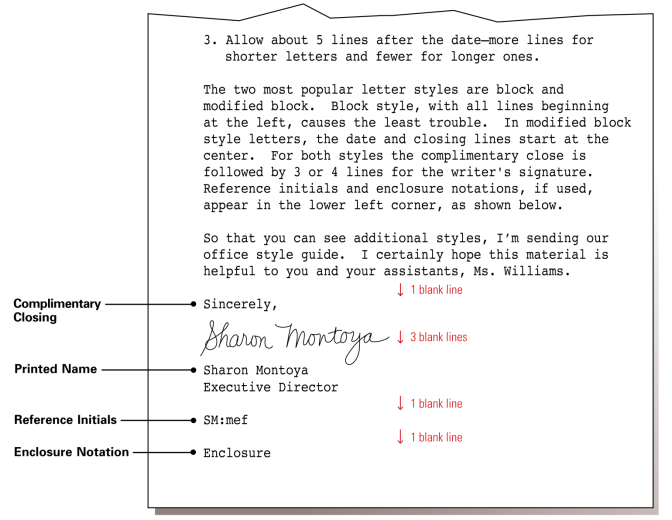 3. Allow about 5 lines after the date—more lines for
shorter letters and fewer for longer ones.
The two most popular letter styles are block and
modified block. Block style, with all lines beginning
at the left, causes the least trouble. In modified block
style letters, the date and closing lines start at the
center. For both styles the complimentary close is
followed by 3 or 4 lines for the writer's signature.
Reference initials and enclosure notations, if used,
appear in the lower left corner, as shown below.
So that you can see additional styles, I'm sending our
office style guide. I certainly hope this material is
helpful to you and your assistants, Ms. Williams.
↓ 1 blank line
Complimentary
Closing
Sincerely,
Sharon Montoya
↓ 3 blank lines
Printed Name
Sharon Montoya
Executive Director
↓ 1 blank line
Reference Initials
SM:mef
↓ 1 blank line
Enclosure Notation
Enclosure